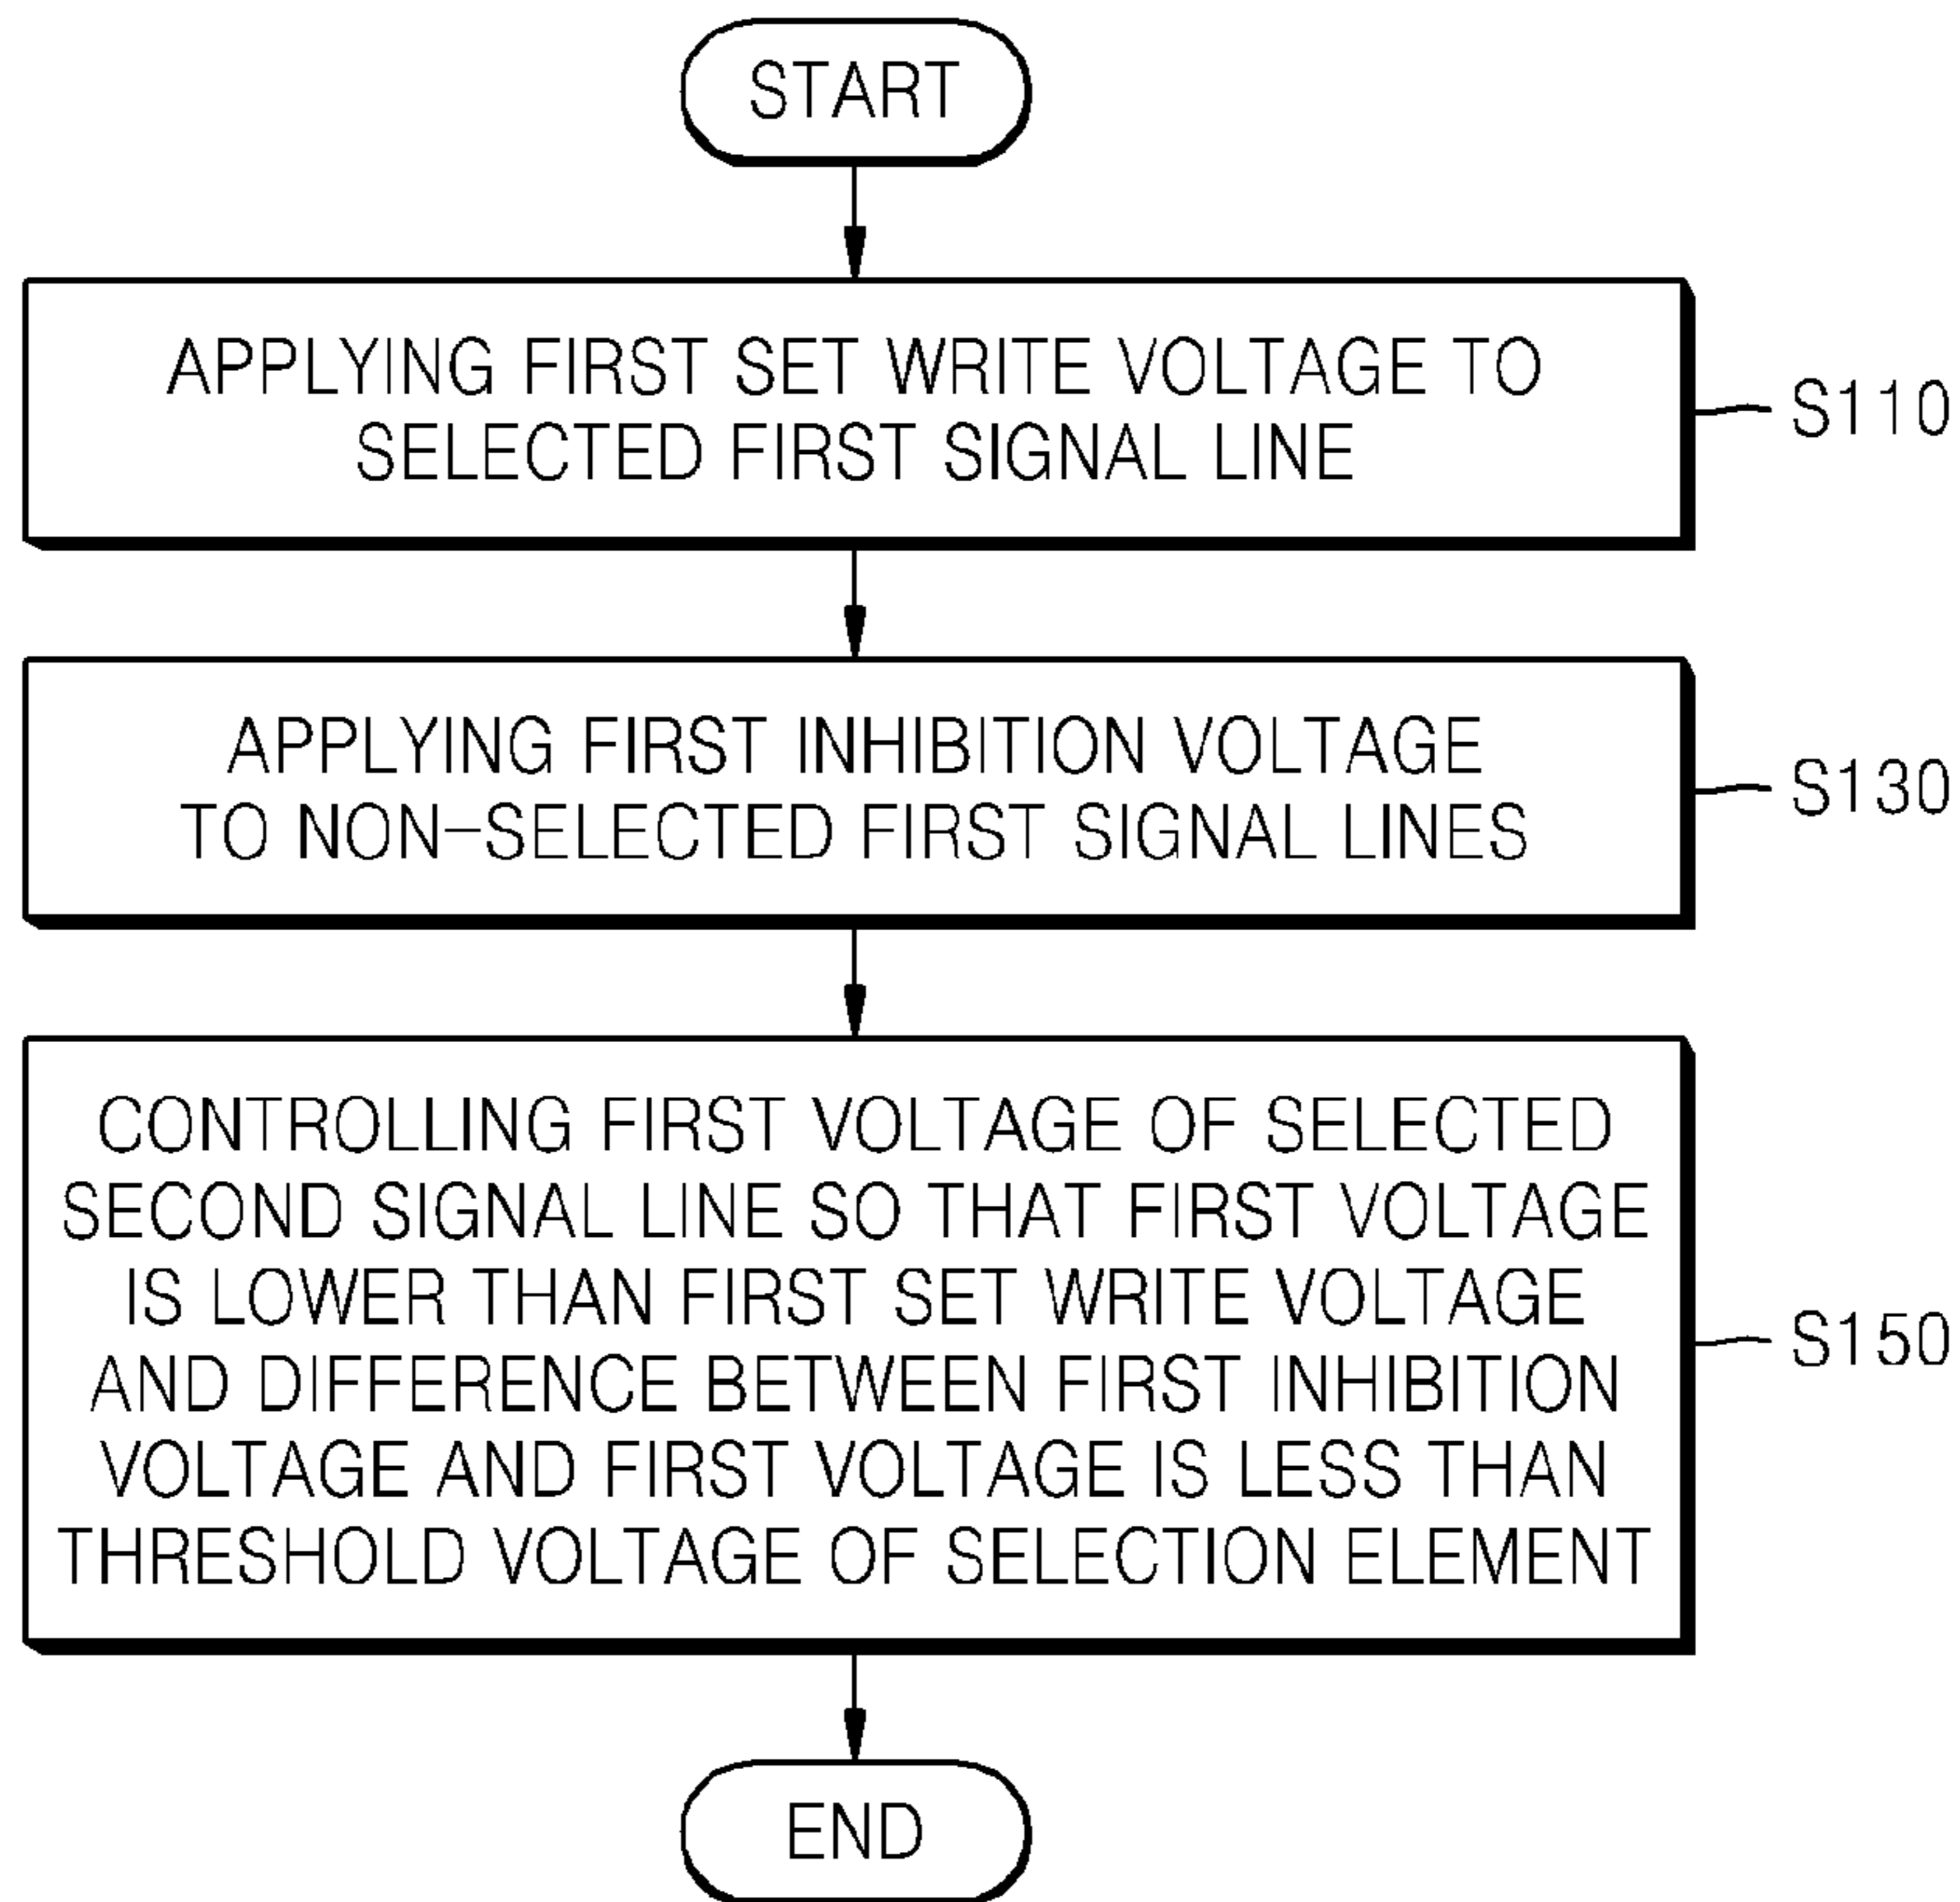 START
APPLYING FIRST SET WRITE VOLTAGE TO
SELECTED FIRST SIGNAL LINE
S110
APPLYING FIRST INHIBITION VOLTAGE
TO NON-SELECTED FIRST SIGNAL LINES
S130
CONTROLLING FIRST VOLTAGE OF SELECTED
SECOND SIGNAL LINE SO THAT FIRST VOLTAGE
IS LOWER THAN FIRST SET WRITE VOLTAGE
AND DIFFERENCE BETWEEN FIRST INHIBITION
VOLTAGE AND FIRST VOLTAGE IS LESS THAN
THRESHOLD VOLTAGE OF SELECTION ELEMENT
S150
END